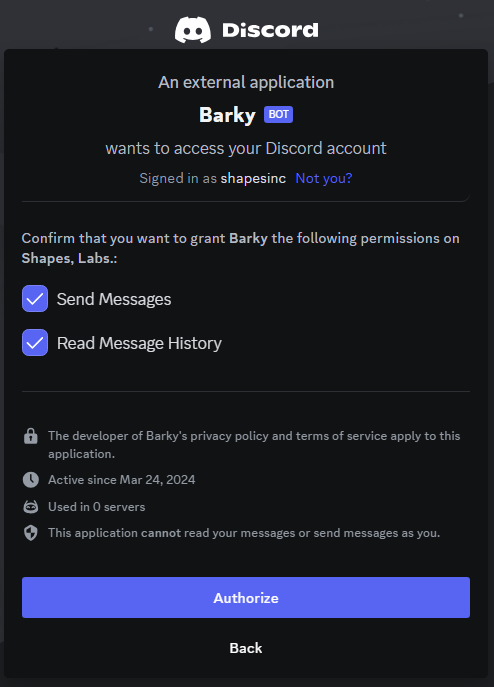 Discord
An external application
Barky BOT
wants to access your Discord account
Signed in as shapesinc Not you?
Confirm that you want to grant Barky the following permissions on
Shapes, Labs.:
Send Messages
Read Message History
The developer of Barky's privacy policy and terms of service apply to this
application.
Active since Mar 24, 2024
Used in 0 servers
This application cannot read your messages or send messages as you.
Authorize
Back